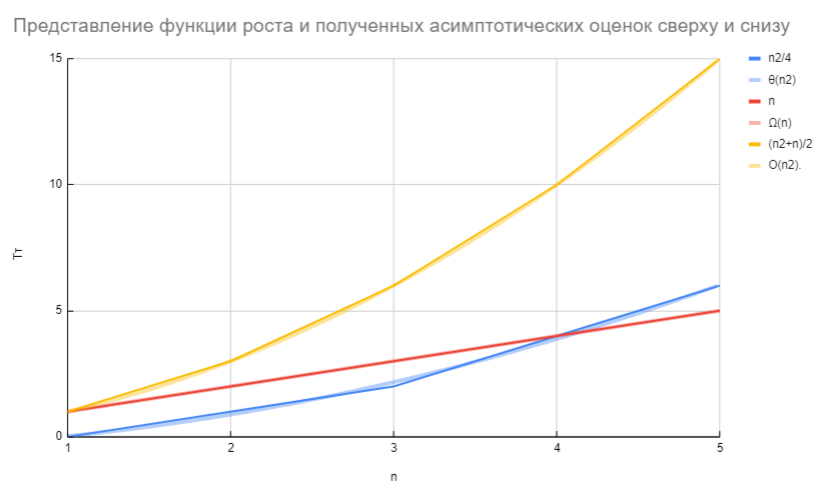 Представление функции роста и полученных асимптотических оценок сверху и снизу
15
10
5
0
Тт
1
2
3
4
5
n
n2/4
θ(n2)
n
Ω(n)
(n2+n)/2
O(n2).